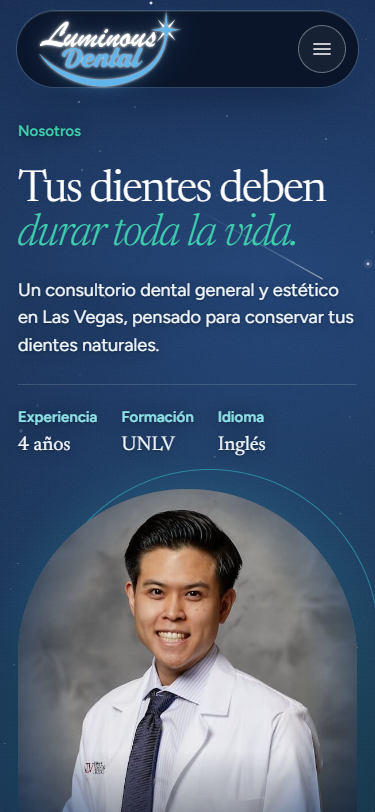 Luminous
Dental
Nosotros
Tus dientes deben
durar toda la vida.
Un consultorio dental general y estético
en Las Vegas, pensado para conservar tus
dientes naturales.
Experiencia Formación Idioma
4 años UNLV Inglés